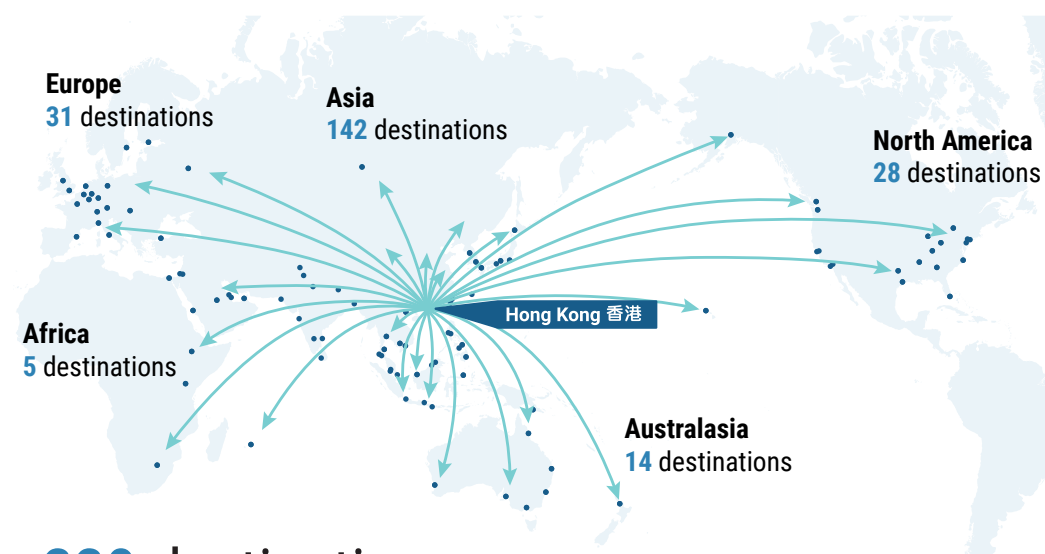 Europe
31 destinations
Asia
142 destinations
North America
28 destinations
Hong Kong 香港
Africa
5 destinations
Australasia
14 destinations